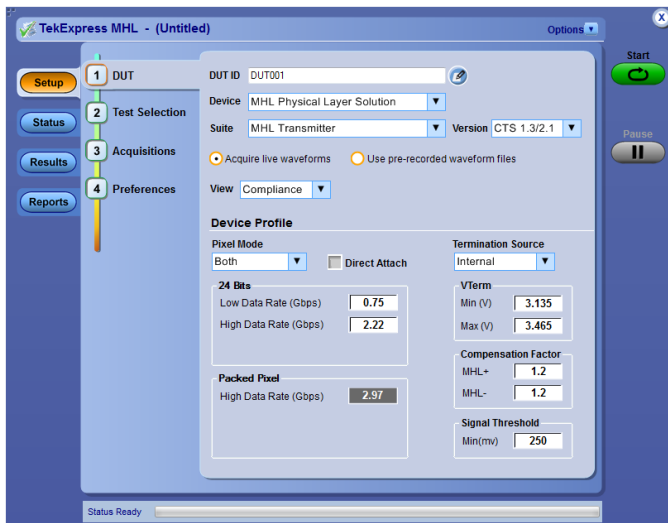 TekExpress MHL - (Untitled)
Options
x
Start
Setup
1 DUT
DUT ID DUT001
Device MHL Physical Layer Solution
Status
2 Test Selection
Suite MHL Transmitter Version CTS 1.3/2.1
Pause
Results
3 Acquisitions
Acquire live waveforms Use pre-recorded waveform files
Reports
4 Preferences
View Compliance
Device Profile
Pixel Mode
Termination Source
Both Direct Attach Internal
24 Bits
VTerm
Low Data Rate (Gbps) 0.75
Min (V) 3.135
High Data Rate (Gbps) 2.22
Max (V) 3.465
Compensation Factor
MHL+ 1.2
Packed Pixel
High Data Rate (Gbps) 2.97
MHL- 1.2
Signal Threshold
Min(mv) 250
Status Ready